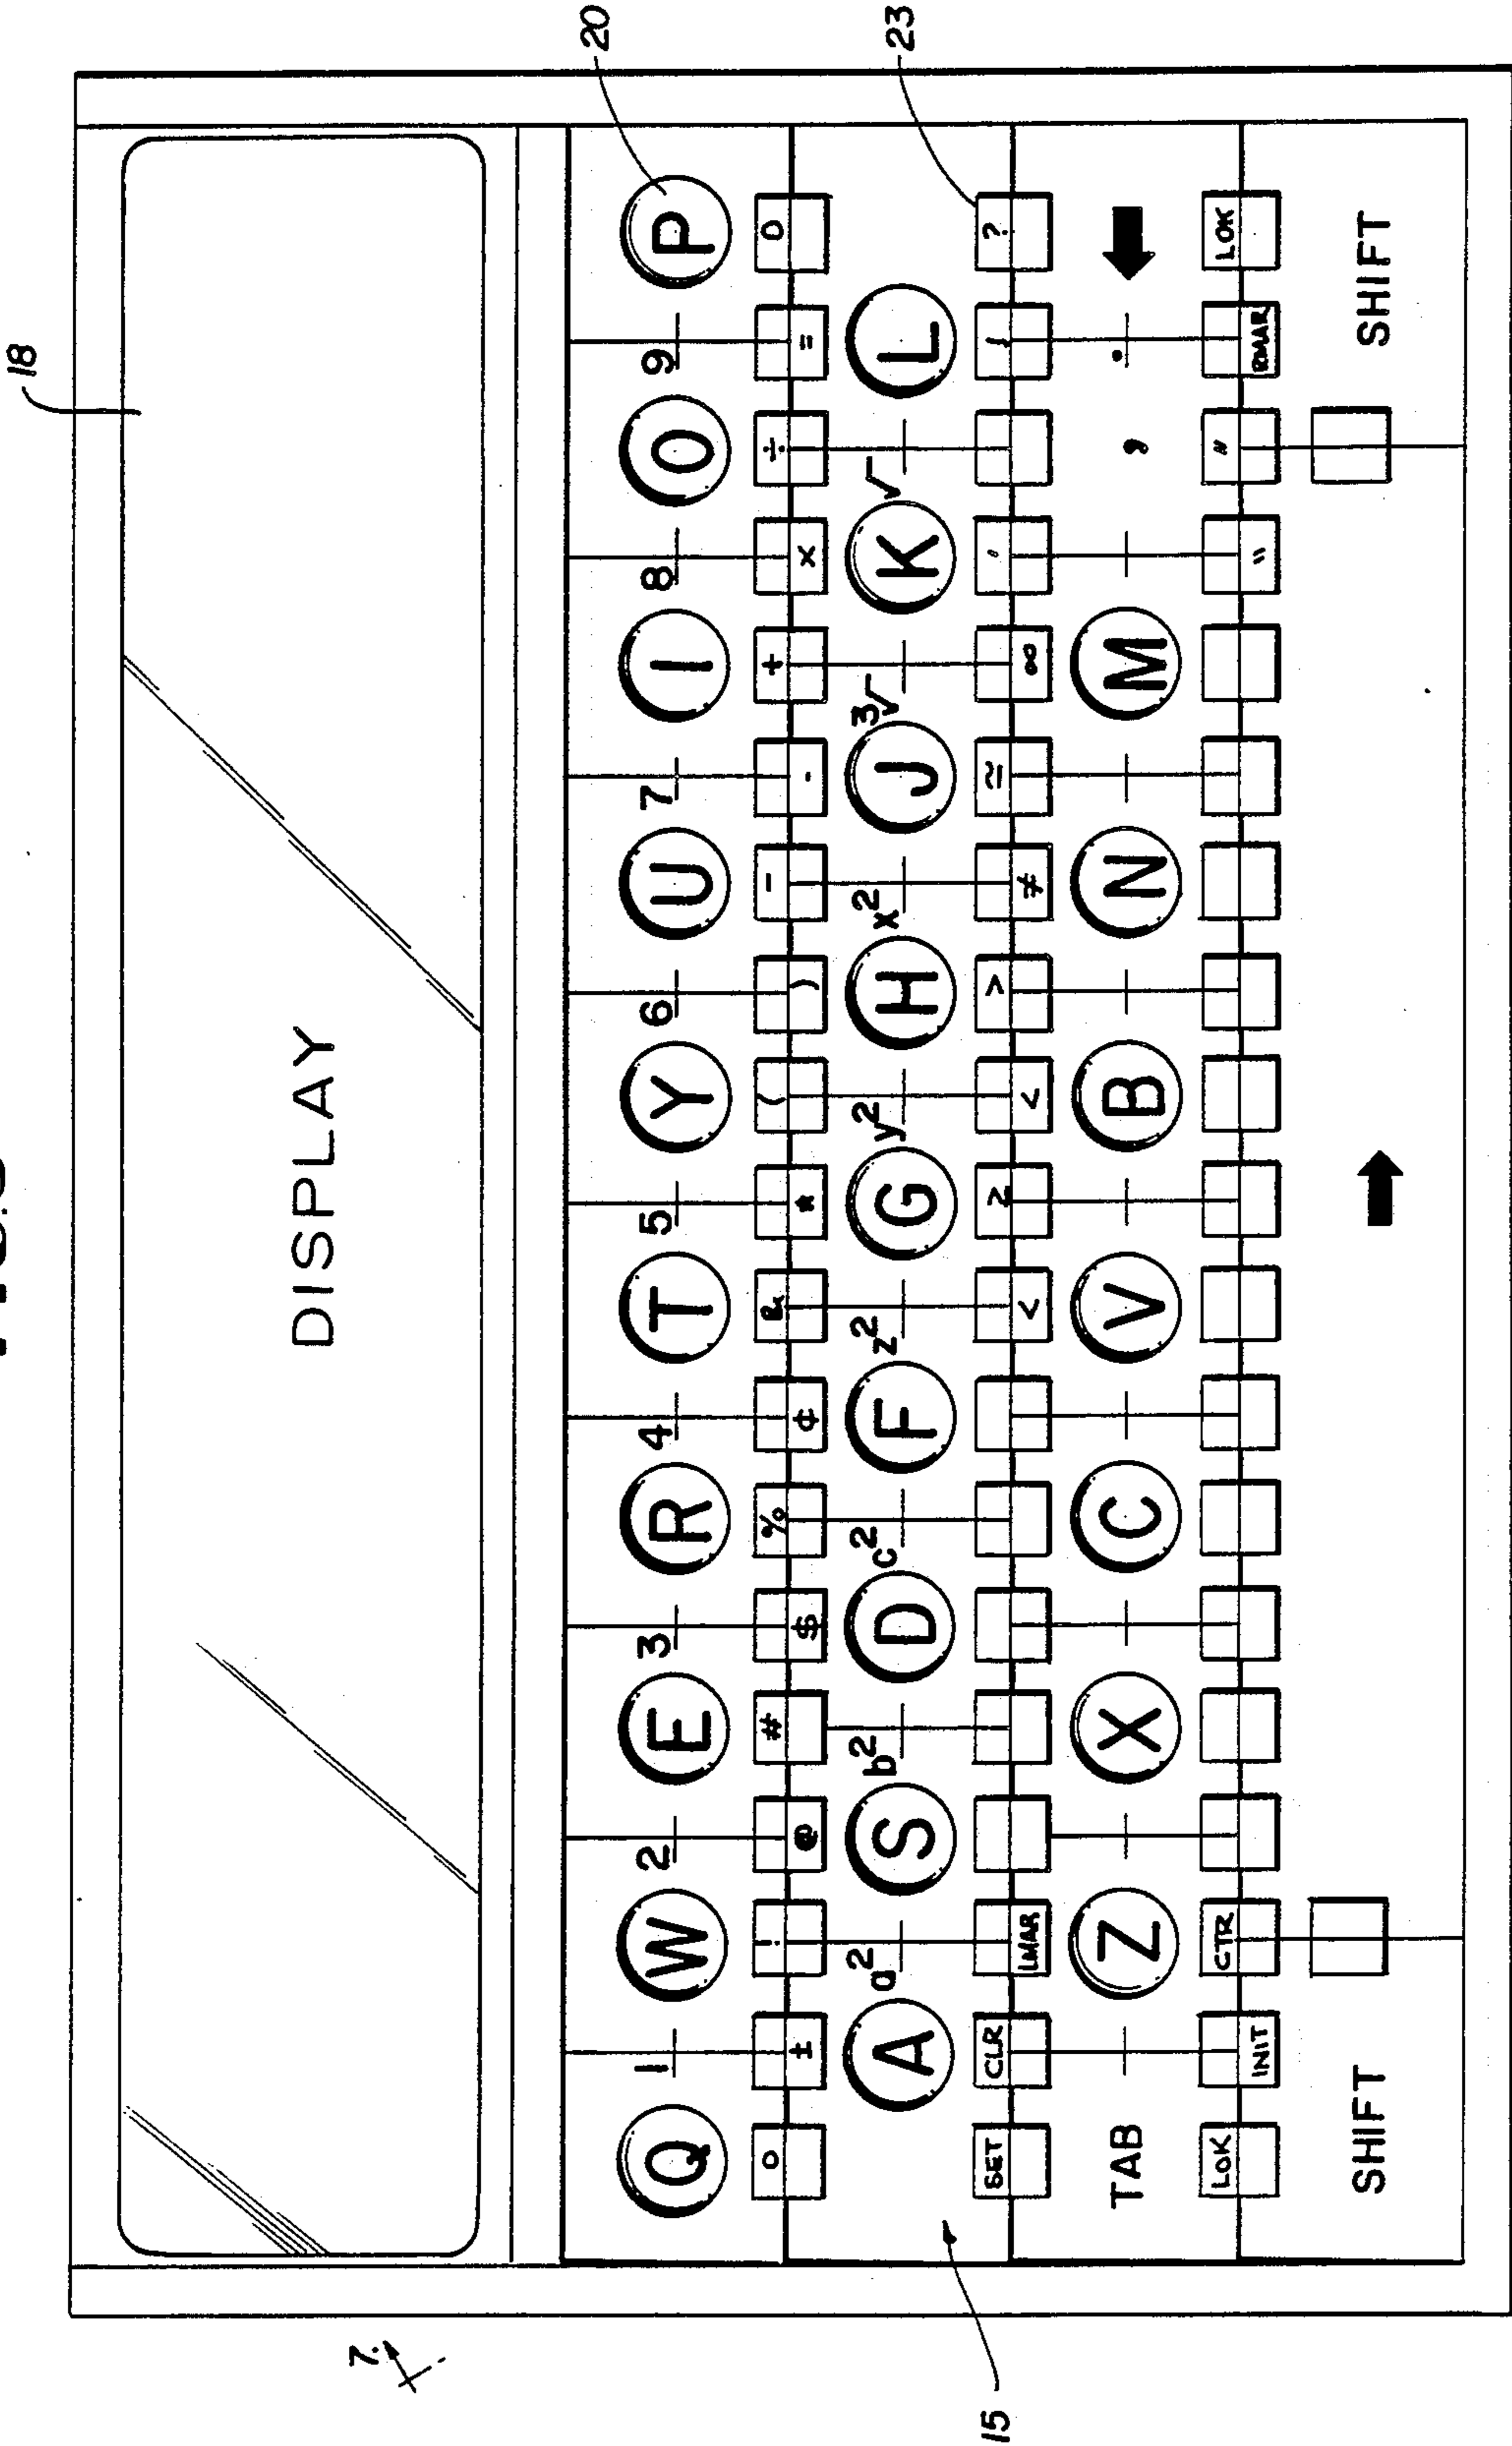 18
20
23
DISPLAY
Q 1 W 2 E 3 R 4 T 5 Y 6 U 7 I 8 O 9 P
O ± ! @ # $ % ¢ & * ( ) − · + × ÷ = O
A a² S b² D c² F z² G y² H x² J ³√ K √ L
SET CLR LMAR < ≥ < > ≠ ≅ ∞ ' ?
TAB Z X C V B N M , .
LOK INIT CTR " " RMAR LOK
SHIFT SHIFT
7.
15